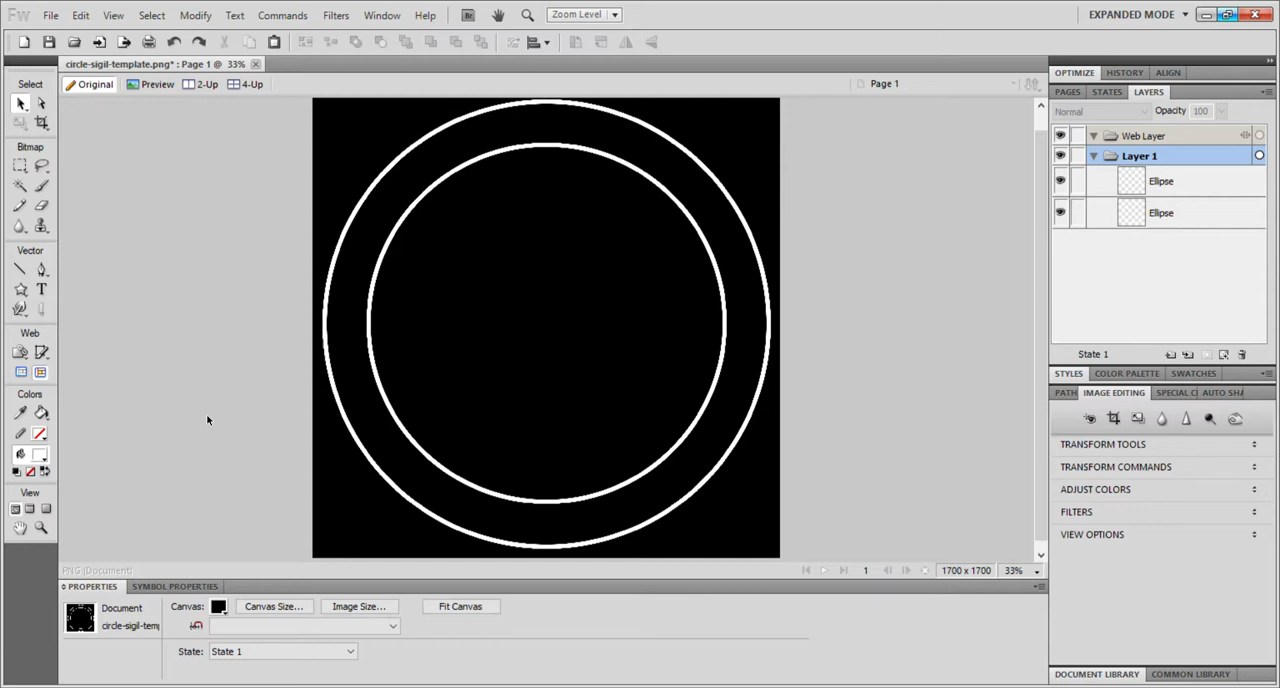 Fw File Edit View Select Modify Text Commands Filters Window Help Br Zoom Level EXPANDED MODE
circle-sigil-template.png* : Page 1 @ 33%
Original Preview 2-Up 4-Up Page 1
Select
Bitmap
Vector
T
Web
Colors
View
OPTIMIZE HISTORY ALIGN
PAGES STATES LAYERS
Normal Opacity 100
Web Layer
Layer 1
Ellipse
Ellipse
State 1
STYLES COLOR PALETTE SWATCHES
PATH IMAGE EDITING SPECIAL C AUTO SHA
TRANSFORM TOOLS
TRANSFORM COMMANDS
ADJUST COLORS
FILTERS
VIEW OPTIONS
DOCUMENT LIBRARY COMMON LIBRARY
PNG (Document) 1 1700 x 1700 33%
PROPERTIES SYMBOL PROPERTIES
Document Canvas: Canvas Size... Image Size... Fit Canvas
circle-sigil-temp
State: State 1